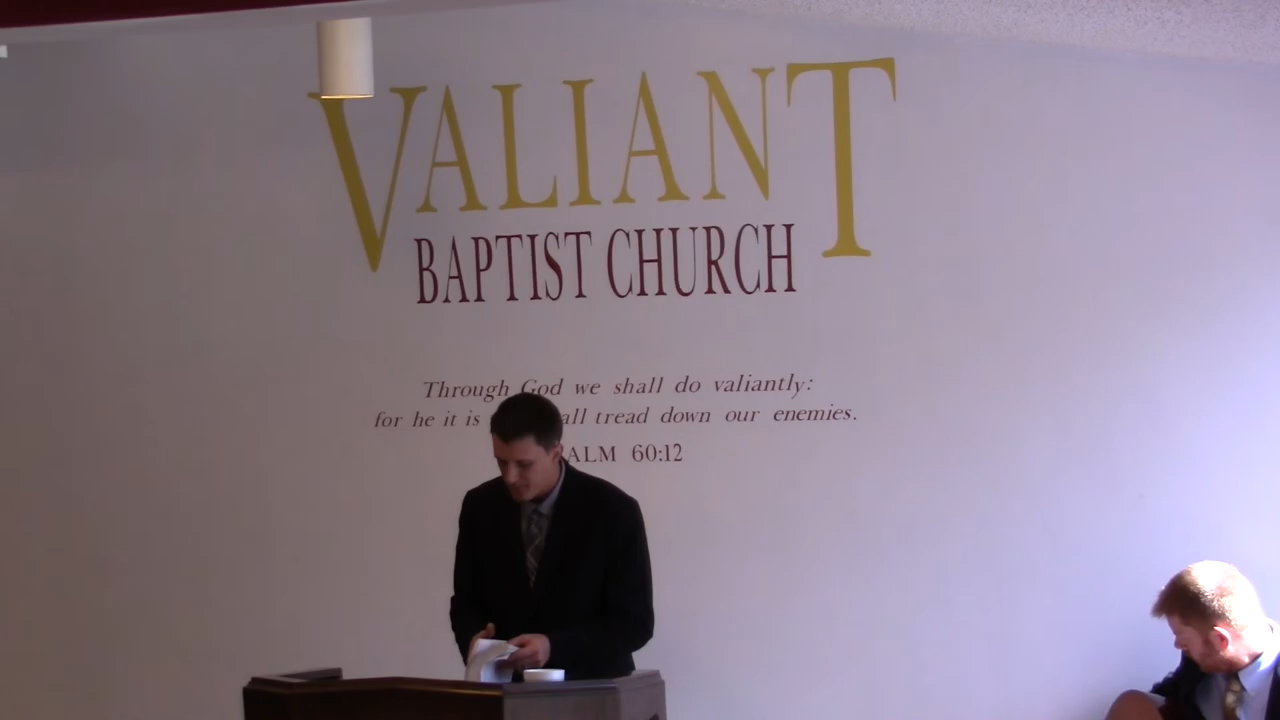 VALIANT
BAPTIST CHURCH
Through God we shall do valiantly:
for he it is all tread down our enemies.
ALM 60:12